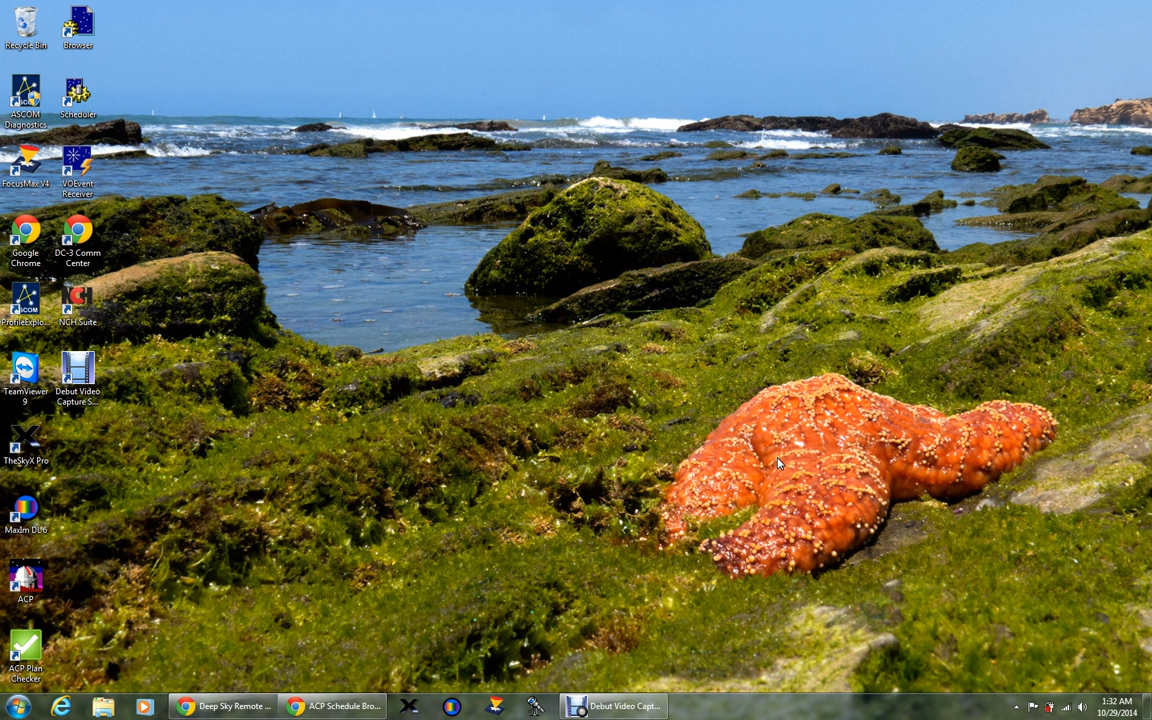 Recycle Bin
Browser
ASCOM
Diagnostics
Scheduler
FocusMax V4
VOEvent
Receiver
Google
Chrome
DC-3 Comm
Center
ProfileExplo...
NCH Suite
TeamViewer
9
Debut Video
Capture S...
TheSkyX Pro
MaxIm DL6
ACP
ACP Plan
Checker
Deep Sky Remote ...
ACP Schedule Bro...
Debut Video Capt...
1:32 AM
10/29/2014